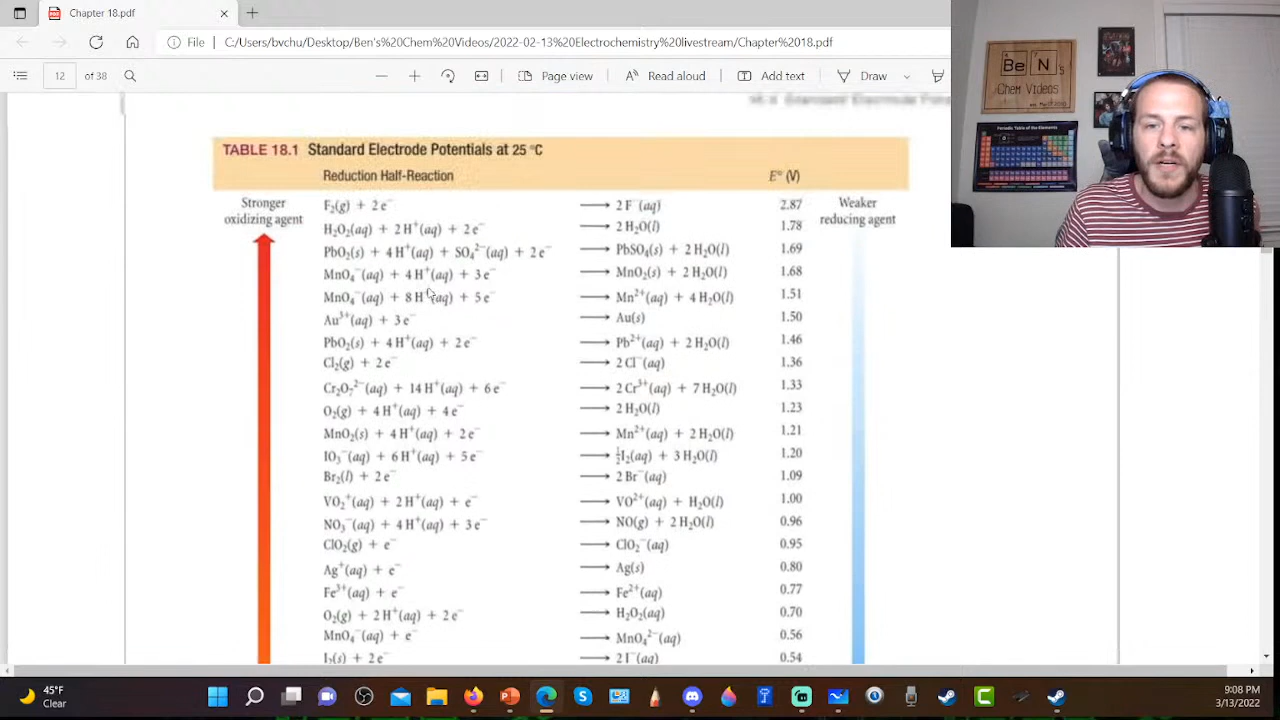 Chapter 18.pdf
File C:/Users/bvchu/Desktop/Ben's
Videos/2022-02-13%20Electrochemistry%20livestream/Chapter%2018.pdf
12 of 38
Page view
Read aloud
Add text
Draw
TABLE 18.1 Standard Electrode Potentials at 25 °C
Reduction Half-Reaction E° (V)
Stronger oxidizing agent
Weaker reducing agent
F₂(g) + 2 e⁻ ⟶ 2 F⁻(aq) 2.87
H₂O₂(aq) + 2 H⁺(aq) + 2 e⁻ ⟶ 2 H₂O(l) 1.78
PbO₂(s) + 4 H⁺(aq) + SO₄²⁻(aq) + 2 e⁻ ⟶ PbSO₄(s) + 2 H₂O(l) 1.69
MnO₄⁻(aq) + 4 H⁺(aq) + 3 e⁻ ⟶ MnO₂(s) + 2 H₂O(l) 1.68
MnO₄⁻(aq) + 8 H⁺(aq) + 5 e⁻ ⟶ Mn²⁺(aq) + 4 H₂O(l) 1.51
Au³⁺(aq) + 3 e⁻ ⟶ Au(s) 1.50
PbO₂(s) + 4 H⁺(aq) + 2 e⁻ ⟶ Pb²⁺(aq) + 2 H₂O(l) 1.46
Cl₂(g) + 2 e⁻ ⟶ 2 Cl⁻(aq) 1.36
Cr₂O₇²⁻(aq) + 14 H⁺(aq) + 6 e⁻ ⟶ 2 Cr³⁺(aq) + 7 H₂O(l) 1.33
O₂(g) + 4 H⁺(aq) + 4 e⁻ ⟶ 2 H₂O(l) 1.23
MnO₂(s) + 4 H⁺(aq) + 2 e⁻ ⟶ Mn²⁺(aq) + 2 H₂O(l) 1.21
IO₃⁻(aq) + 6 H⁺(aq) + 5 e⁻ ⟶ ½I₂(aq) + 3 H₂O(l) 1.20
Br₂(l) + 2 e⁻ ⟶ 2 Br⁻(aq) 1.09
VO₂⁺(aq) + 2 H⁺(aq) + e⁻ ⟶ VO²⁺(aq) + H₂O(l) 1.00
NO₃⁻(aq) + 4 H⁺(aq) + 3 e⁻ ⟶ NO(g) + 2 H₂O(l) 0.96
ClO₂(g) + e⁻ ⟶ ClO₂⁻(aq) 0.95
Ag⁺(aq) + e⁻ ⟶ Ag(s) 0.80
Fe³⁺(aq) + e⁻ ⟶ Fe²⁺(aq) 0.77
O₂(g) + 2 H⁺(aq) + 2 e⁻ ⟶ H₂O₂(aq) 0.70
MnO₄⁻(aq) + e⁻ ⟶ MnO₄²⁻(aq) 0.56
I₂(s) + 2 e⁻ ⟶ 2 I⁻(aq) 0.54
Be N's
Chem Videos
Periodic Table of the Elements
45°F
Clear
9:08 PM
3/13/2022